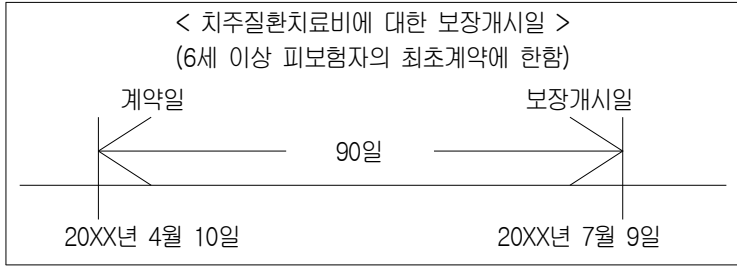 < 치주질환치료비에 대한 보장개시일 >
(6세 이상 피보험자의 최초계약에 한함)
계약일 보장개시일
90일
20XX년 4월 10일 20XX년 7월 9일